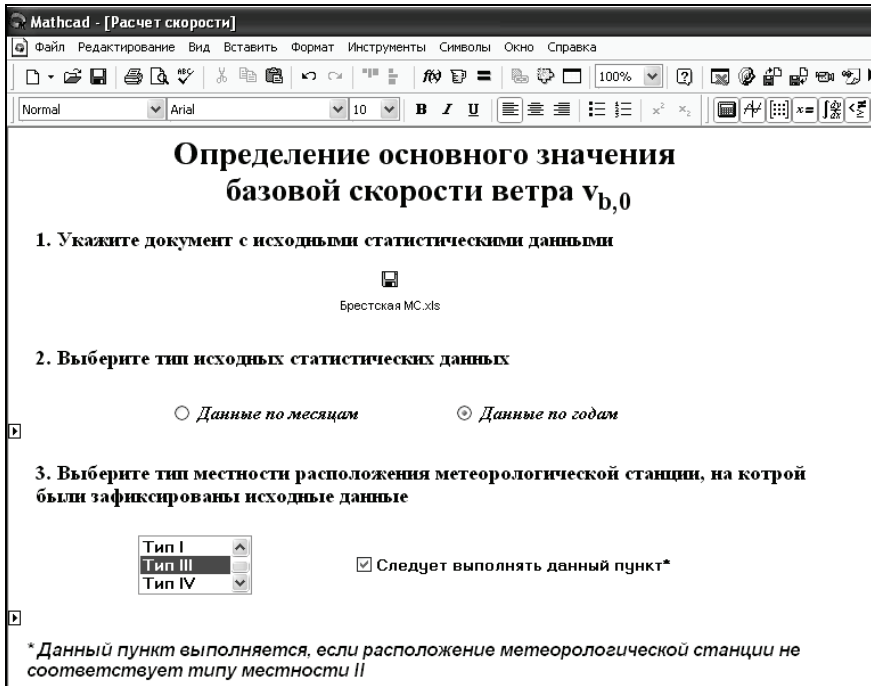 Mathcad - [Расчет скорости]
Файл Редактирование Вид Вставить Формат Инструменты Символы Окно Справка
100%
Normal Arial 10 B I U
Определение основного значения
базовой скорости ветра v_b,0
1. Укажите документ с исходными статистическими данными
Брестская МС.xls
2. Выберите тип исходных статистических данных
Данные по месяцам Данные по годам
3. Выберите тип местности расположения метеорологической станции, на котрой
были зафиксированы исходные данные
Тип I
Тип III
Тип IV
Следует выполнять данный пункт*
* Данный пункт выполняется, если расположение метеорологической станции не
соответствует типу местности II